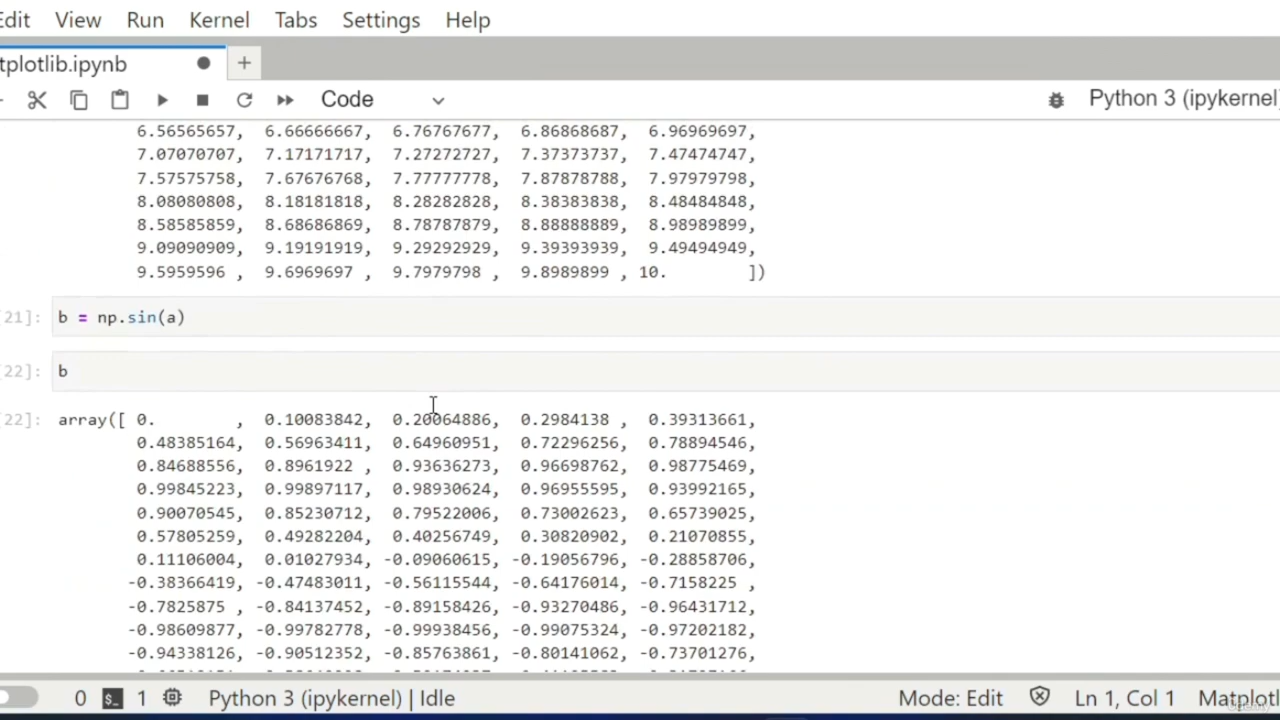 Edit View Run Kernel Tabs Settings Help
tplotlib.ipynb
Code Python 3 (ipykernel)
6.56565657, 6.66666667, 6.76767677, 6.86868687, 6.96969697,
7.07070707, 7.17171717, 7.27272727, 7.37373737, 7.47474747,
7.57575758, 7.67676768, 7.77777778, 7.87878788, 7.97979798,
8.08080808, 8.18181818, 8.28282828, 8.38383838, 8.48484848,
8.58585859, 8.68686869, 8.78787879, 8.88888889, 8.98989899,
9.09090909, 9.19191919, 9.29292929, 9.39393939, 9.49494949,
9.5959596 , 9.6969697 , 9.7979798 , 9.8989899 , 10. ])
[21]: b = np.sin(a)
[22]: b
[22]: array([ 0. , 0.10083842, 0.20064886, 0.2984138 , 0.39313661,
0.48385164, 0.56963411, 0.64960951, 0.72296256, 0.78894546,
0.84688556, 0.8961922 , 0.93636273, 0.96698762, 0.98775469,
0.99845223, 0.99897117, 0.98930624, 0.96955595, 0.93992165,
0.90070545, 0.85230712, 0.79522006, 0.73002623, 0.65739025,
0.57805259, 0.49282204, 0.40256749, 0.30820902, 0.21070855,
0.11106004, 0.01027934, -0.09060615, -0.19056796, -0.28858706,
-0.38366419, -0.47483011, -0.56115544, -0.64176014, -0.7158225 ,
-0.7825875 , -0.84137452, -0.89158426, -0.93270486, -0.96431712,
-0.98609877, -0.99782778, -0.99938456, -0.99075324, -0.97202182,
-0.94338126, -0.90512352, -0.85763861, -0.80141062, -0.73701276,
0 1 Python 3 (ipykernel) | Idle Mode: Edit Ln 1, Col 1 Matplotl